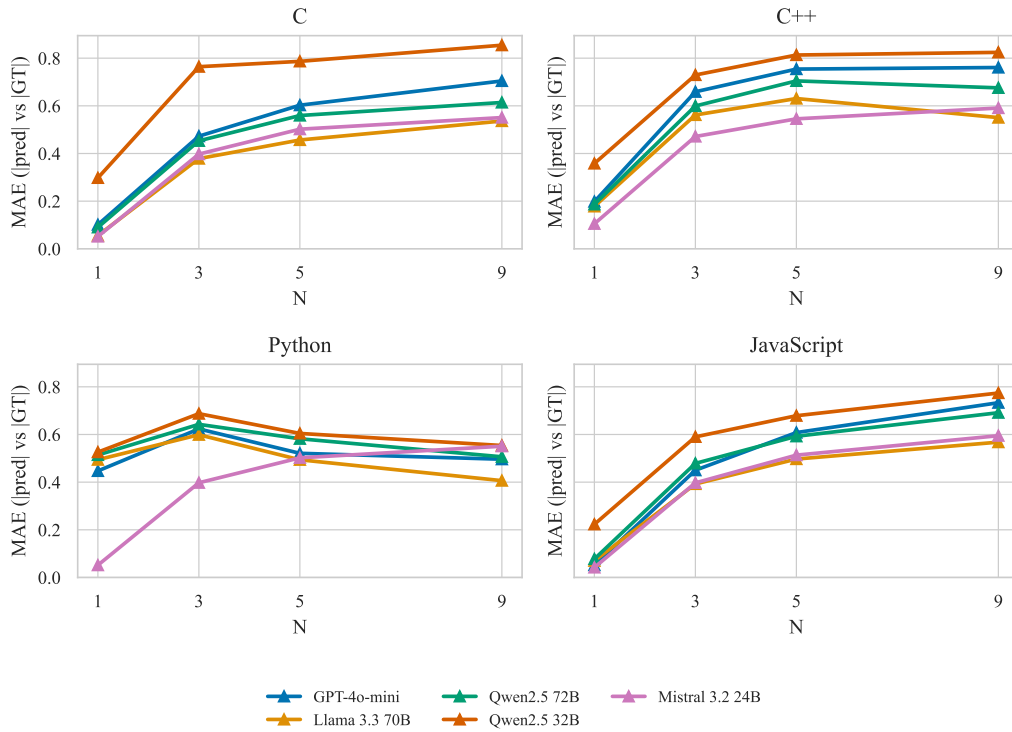 C
C++
MAE (|pred| vs |GT|)
0.8
0.6
0.4
0.2
0.0
1 3 5 9
N
MAE (|pred| vs |GT|)
1 3 5 9
N
Python
JavaScript
MAE (|pred| vs |GT|)
0.8
0.6
0.4
0.2
0.0
1 3 5 9
N
MAE (|pred| vs |GT|)
1 3 5 9
N
GPT-4o-mini
Qwen2.5 72B
Mistral 3.2 24B
Llama 3.3 70B
Qwen2.5 32B